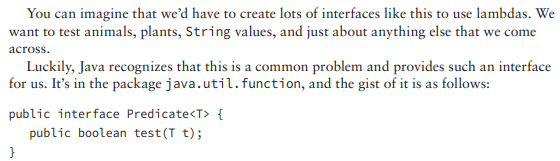 You can imagine that we'd have to create lots of interfaces like this to use lambdas. We
want to test animals, plants, String values, and just about anything else that we come
across.
Luckily, Java recognizes that this is a common problem and provides such an interface
for us. It's in the package java.util.function, and the gist of it is as follows:
public interface Predicate<T> {
public boolean test(T t);
}